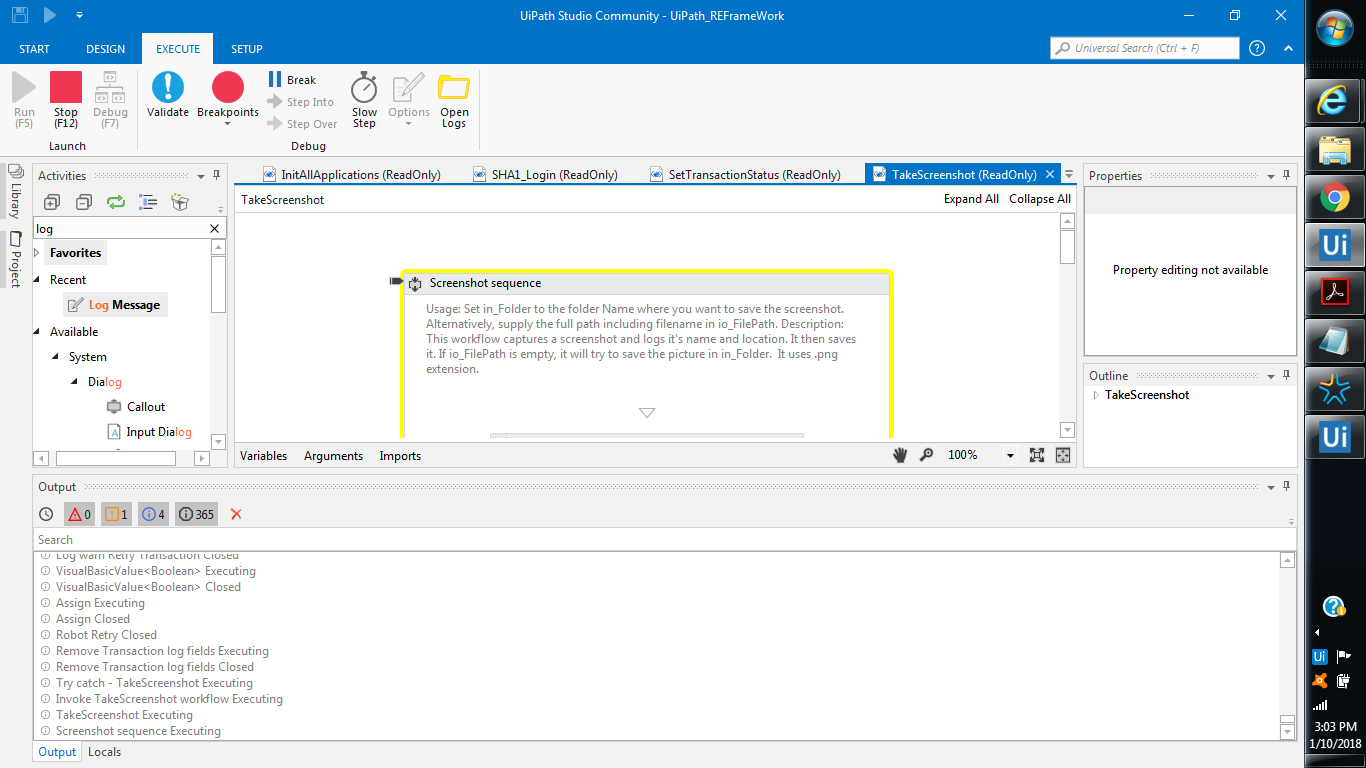 UiPath Studio Community - UiPath_REFrameWork
START DESIGN EXECUTE SETUP
Universal Search (Ctrl + F)
Run (F5)
Stop (F12)
Debug (F7)
Launch
Validate
Breakpoints
Break
Step Into
Step Over
Slow Step
Options
Open Logs
Debug
Library
Project
Activities
log
Favorites
Recent
Log Message
Available
System
Dialog
Callout
Input Dialog
InitAllApplications (ReadOnly)
SHA1_Login (ReadOnly)
SetTransactionStatus (ReadOnly)
TakeScreenshot (ReadOnly)
TakeScreenshot
Expand All Collapse All
Screenshot sequence
Usage: Set in_Folder to the folder Name where you want to save the screenshot.
Alternatively, supply the full path including filename in io_FilePath. Description:
This workflow captures a screenshot and logs it's name and location. It then saves
it. If io_FilePath is empty, it will try to save the picture in in_Folder. It uses .png
extension.
Variables Arguments Imports
100%
Properties
Property editing not available
Outline
TakeScreenshot
Output
0 1 4 365
Search
Log warn Retry Transaction Closed
VisualBasicValue<Boolean> Executing
VisualBasicValue<Boolean> Closed
Assign Executing
Assign Closed
Robot Retry Closed
Remove Transaction log fields Executing
Remove Transaction log fields Closed
Try catch - TakeScreenshot Executing
Invoke TakeScreenshot workflow Executing
TakeScreenshot Executing
Screenshot sequence Executing
Output Locals
Ui
Ui
Ui
3:03 PM
1/10/2018